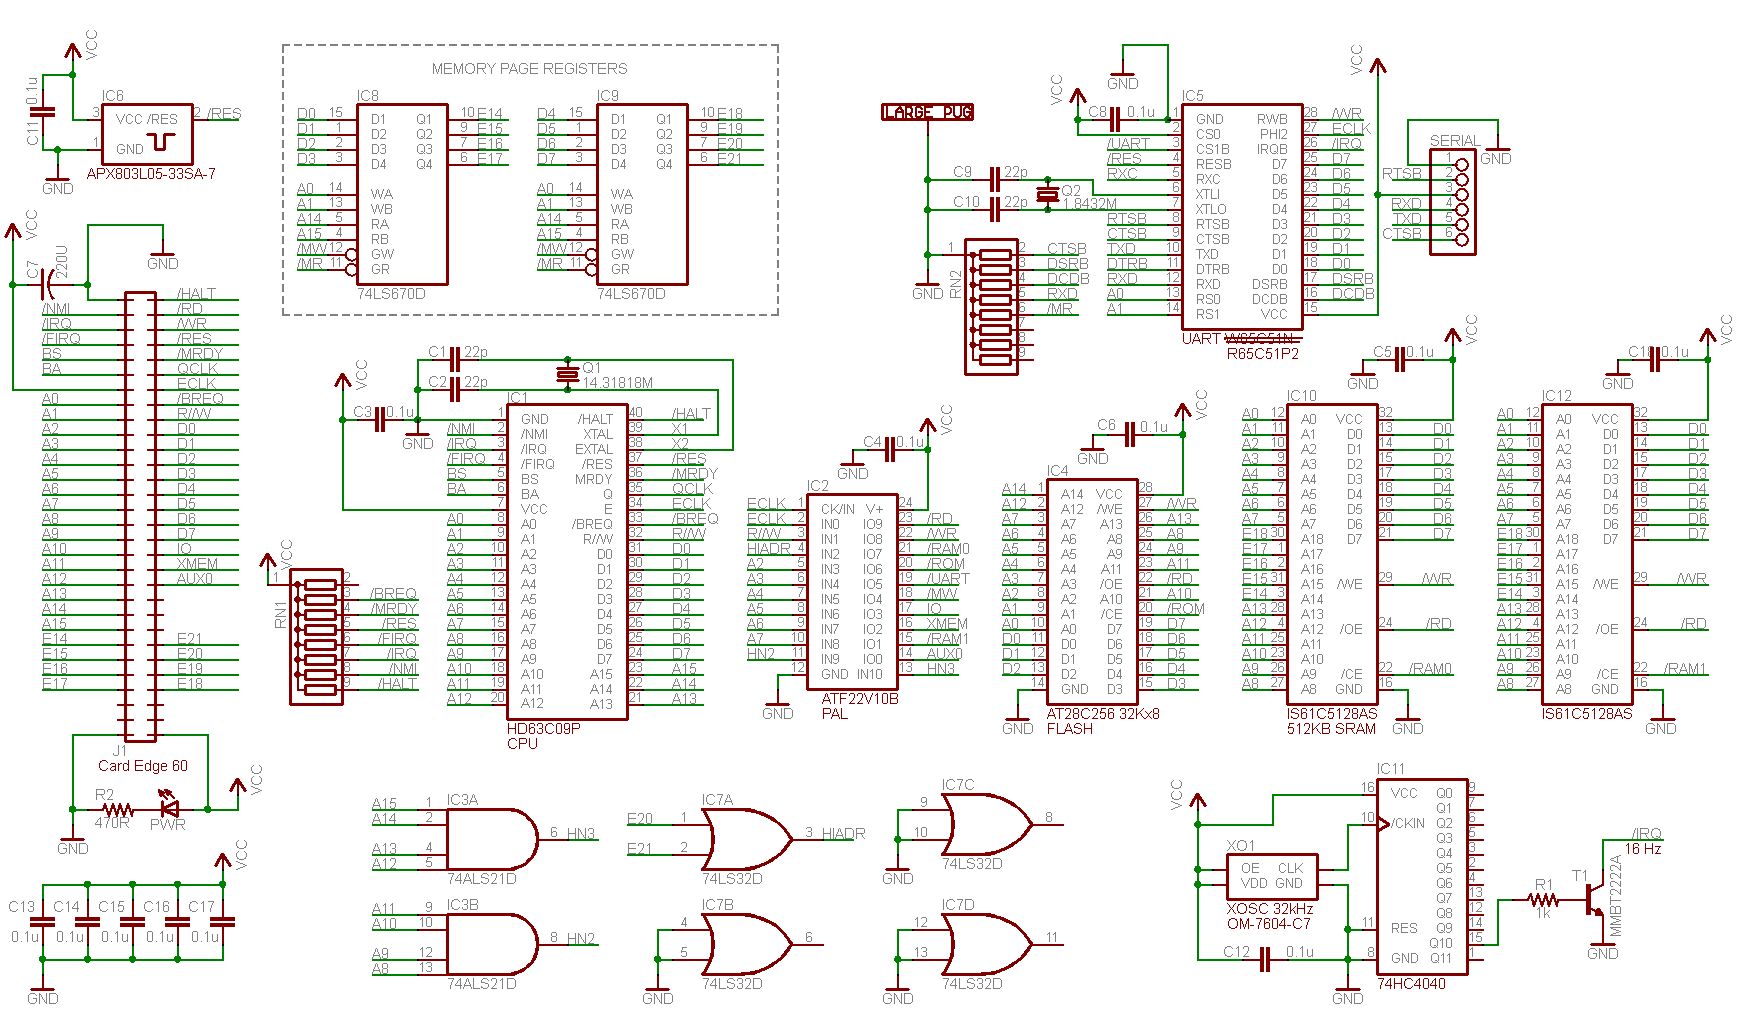 VCC
C11
0.1u
IC6
3
VCC /RES
2
/RES
1
GND
APX803L05-33SA-7
GND
MEMORY PAGE REGISTERS
IC8
D0 15 D1 Q1 10 E14
D1 1 D2 Q2 9 E15
D2 2 D3 Q3 7 E16
D3 3 D4 Q4 6 E17
A0 14 WA
A1 13 WB
A14 5 RA
A15 4 RB
/MW 12 GW
/MR 11 GR
74LS670D
IC9
D4 15 D1 Q1 10 E18
D5 1 D2 Q2 9 E19
D6 2 D3 Q3 7 E20
D7 3 D4 Q4 6 E21
A0 14 WA
A1 13 WB
A14 5 RA
A15 4 RB
/MW 12 GW
/MR 11 GR
74LS670D
LARGE PUG
C9 22p
C10 22p
Q2
1.8432M
GND
RN2
1
2 CTSB
3 DSRB
4 DCDB
5 RXD
6 /MR
7
8
9
VCC
C8 0.1u
GND
IC5
1 GND RWB 28 /WR
2 CS0 PHI2 27 ECLK
/UART 3 CS1B IRQB 26 /IRQ
/RES 4 RESB D7 25 D7
RXC 5 RXC D6 24 D6
6 XTLI D5 23 D5
7 XTLO D4 22 D4
RTSB 8 RTSB D3 21 D3
CTSB 9 CTSB D2 20 D2
TXD 10 TXD D1 19 D1
DTRB 11 DTRB D0 18 D0
RXD 12 RXD DSRB 17 DSRB
A0 13 RS0 DCDB 16 DCDB
A1 14 RS1 VCC 15
UART W65C51N
R65C51P2
VCC
SERIAL
GND
1
RTSB 2
3
RXD 4
TXD 5
CTSB 6
VCC
C7
220U
GND
/HALT
/NMI /RD
/IRQ /WR
/FIRQ /RES
BS /MRDY
BA QCLK
ECLK
A0 /BREQ
A1 R//W
A2 D0
A3 D1
A4 D2
A5 D3
A6 D4
A7 D5
A8 D6
A9 D7
A10 IO
A11 XMEM
A12 AUX0
A13
A14
A15
E14 E21
E15 E20
E16 E19
E17 E18
J1
Card Edge 60
R2
470R
PWR
VCC
GND
VCC
C13 C14 C15 C16 C17
0.1u 0.1u 0.1u 0.1u 0.1u
GND
VCC
RN1
1
2
3 /BREQ
4 /MRDY
5 /RES
6 /FIRQ
7 /IRQ
8 /NMI
9 /HALT
VCC
C1 22p
C2 22p
C3 0.1u
GND
Q1
14.31818M
IC1
1 GND /HALT 40 /HALT
/NMI 2 /NMI XTAL 39 X1
/IRQ 3 /IRQ EXTAL 38 X2
/FIRQ 4 /FIRQ /RES 37 /RES
BS 5 BS MRDY 36 /MRDY
BA 6 BA Q 35 QCLK
7 VCC E 34 ECLK
A0 8 A0 /BREQ 33 /BREQ
A1 9 A1 R//W 32 R//W
A2 10 A2 D0 31 D0
A3 11 A3 D1 30 D1
A4 12 A4 D2 29 D2
A5 13 A5 D3 28 D3
A6 14 A6 D4 27 D4
A7 15 A7 D5 26 D5
A8 16 A8 D6 25 D6
A9 17 A9 D7 24 D7
A10 18 A10 A15 23 A15
A11 19 A11 A14 22 A14
A12 20 A12 A13 21 A13
HD63C09P
CPU
VCC
C4 0.1u
GND
IC2
ECLK 1 CK/IN V+ 24
ECLK 2 IN0 IO9 23 /RD
R//W 3 IN1 IO8 22 /WR
HIADR 4 IN2 IO7 21 /RAM0
A2 5 IN3 IO6 20 /ROM
A3 6 IN4 IO5 19 /UART
A4 7 IN5 IO4 18 /MW
A5 8 IN6 IO3 17 IO
A6 9 IN7 IO2 16 XMEM
A7 10 IN8 IO1 15 /RAM1
HN2 11 IN9 IO0 14 AUX0
12 GND IN10 13 HN3
ATF22V10B
PAL
GND
VCC
C6 0.1u
GND
IC4
A14 1 A14 VCC 28
A12 2 A12 /WE 27 /WR
A7 3 A7 A13 26 A13
A6 4 A6 A8 25 A8
A5 5 A5 A9 24 A9
A4 6 A4 A11 23 A11
A3 7 A3 /OE 22 /RD
A2 8 A2 A10 21 A10
A1 9 A1 /CE 20 /ROM
A0 10 A0 D7 19 D7
D0 11 D0 D6 18 D6
D1 12 D1 D5 17 D5
D2 13 D2 D4 16 D4
14 GND D3 15 D3
AT28C256 32Kx8
FLASH
GND
VCC
C5 0.1u
GND
IC10
A0 12 A0 VCC 32
A1 11 A1 D0 13 D0
A2 10 A2 D1 14 D1
A3 9 A3 D2 15 D2
A4 8 A4 D3 17 D3
A5 7 A5 D4 18 D4
A6 6 A6 D5 19 D5
A7 5 A7 D6 20 D6
E18 30 A18 D7 21 D7
E17 1 A17
E16 2 A16
E15 31 A15 /WE 29 /WR
E14 3 A14
A13 28 A13
A12 4 A12 /OE 24 /RD
A11 25 A11
A10 23 A10
A9 26 A9 /CE 22 /RAM0
A8 27 A8 GND 16
IS61C5128AS
512KB SRAM
GND
VCC
C18 0.1u
GND
IC12
A0 12 A0 VCC 32
A1 11 A1 D0 13 D0
A2 10 A2 D1 14 D1
A3 9 A3 D2 15 D2
A4 8 A4 D3 17 D3
A5 7 A5 D4 18 D4
A6 6 A6 D5 19 D5
A7 5 A7 D6 20 D6
E18 30 A18 D7 21 D7
E17 1 A17
E16 2 A16
E15 31 A15 /WE 29 /WR
E14 3 A14
A13 28 A13
A12 4 A12 /OE 24 /RD
A11 25 A11
A10 23 A10
A9 26 A9 /CE 22 /RAM1
A8 27 A8 GND 16
IS61C5128AS
GND
IC3A
A15 1
A14 2
6 HN3
A13 4
A12 5
74ALS21D
IC3B
A11 9
A10 10
8 HN2
A9 12
A8 13
74ALS21D
IC7A
E20 1
3 HIADR
E21 2
74LS32D
IC7B
4
6
5
74LS32D
GND
IC7C
9
8
10
74LS32D
GND
IC7D
12
11
13
74LS32D
GND
VCC
XO1
OE CLK
VDD GND
XOSC 32kHz
OM-7604-C7
C12 0.1u
GND
IC11
16 VCC Q0 9
Q1 7
10 /CKIN Q2 6
Q3 5
Q4 3
Q5 2
Q6 4
Q7 13
Q8 12
11 RES Q9 14
Q10 15
8 GND Q11 1
74HC4040
R1
1k
T1
MMBT2222A
/IRQ
16 Hz
GND